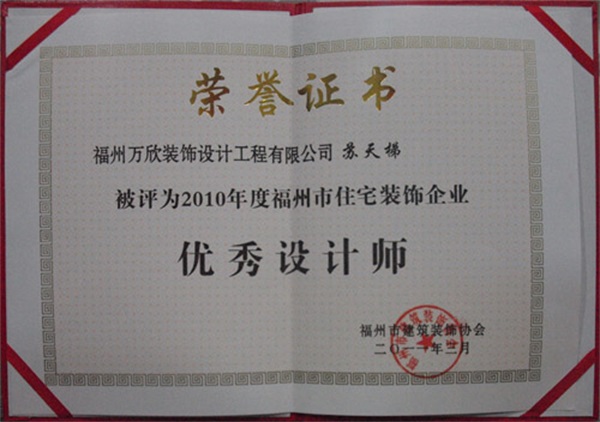 荣誉证书
福州万欣装饰设计工程有限公司 苏天梯
被评为2010年度福州市住宅装饰企业
优秀设计师
福州市建筑装饰协会
二〇一一年三月